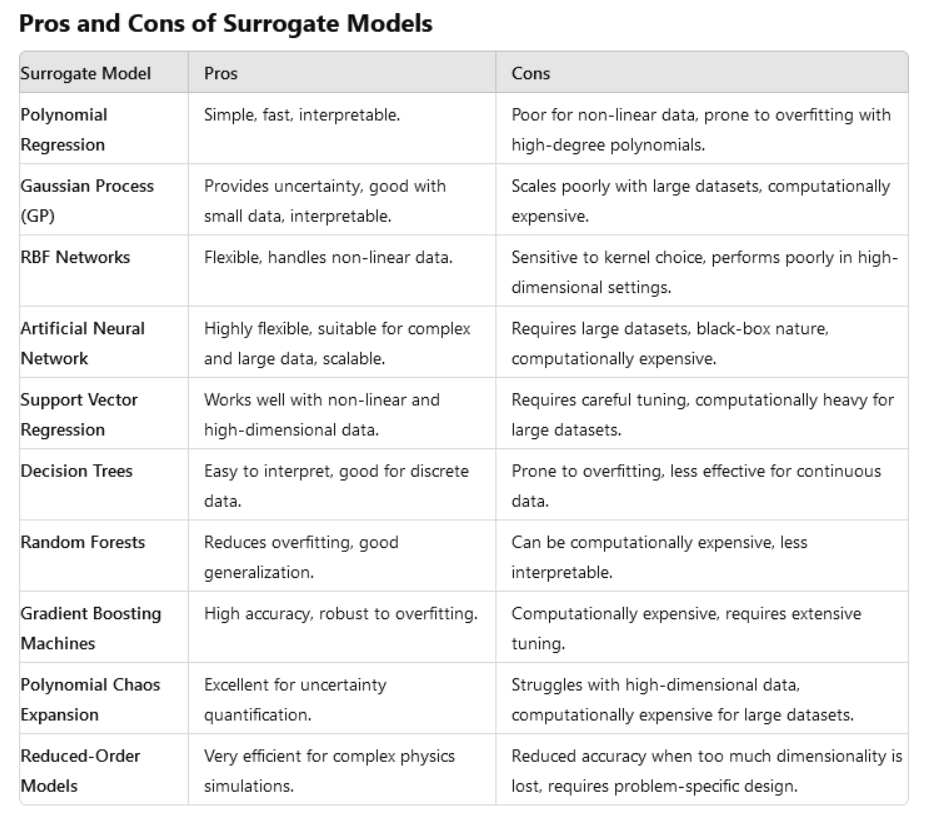 Pros and Cons of Surrogate Models
Surrogate Model Pros Cons
Polynomial Simple, fast, interpretable. Poor for non-linear data, prone to overfitting with
Regression high-degree polynomials.
Gaussian Process Provides uncertainty, good with Scales poorly with large datasets, computationally
(GP) small data, interpretable. expensive.
RBF Networks Flexible, handles non-linear data. Sensitive to kernel choice, performs poorly in high-
dimensional settings.
Artificial Neural Highly flexible, suitable for complex Requires large datasets, black-box nature,
Network and large data, scalable. computationally expensive.
Support Vector Works well with non-linear and Requires careful tuning, computationally heavy for
Regression high-dimensional data. large datasets.
Decision Trees Easy to interpret, good for discrete Prone to overfitting, less effective for continuous
data. data.
Random Forests Reduces overfitting, good Can be computationally expensive, less
generalization. interpretable.
Gradient Boosting High accuracy, robust to overfitting. Computationally expensive, requires extensive
Machines tuning.
Polynomial Chaos Excellent for uncertainty Struggles with high-dimensional data,
Expansion quantification. computationally expensive for large datasets.
Reduced-Order Very efficient for complex physics Reduced accuracy when too much dimensionality is
Models simulations. lost, requires problem-specific design.